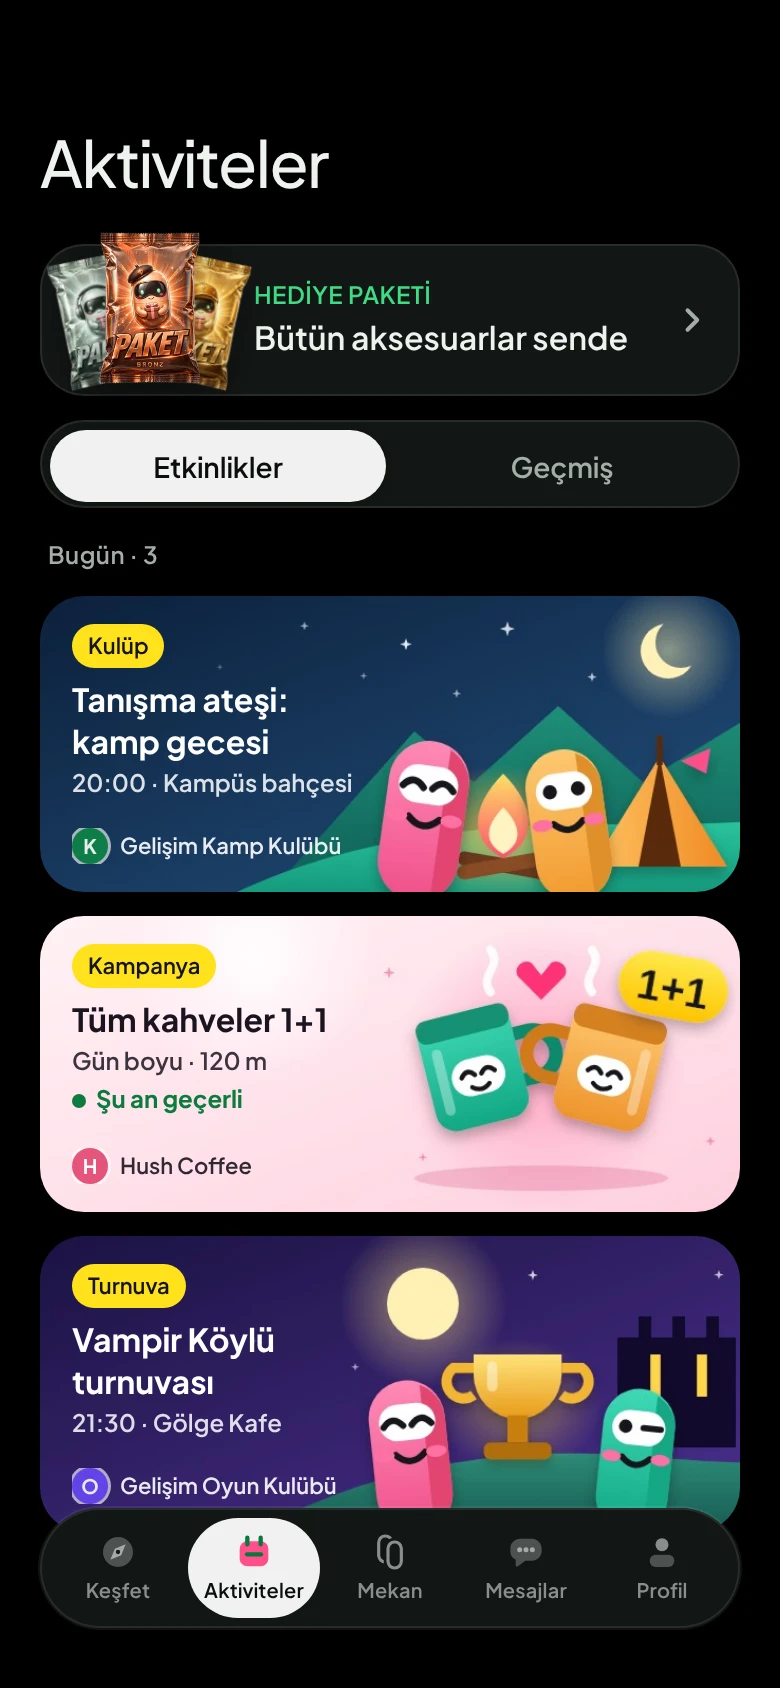 Aktiviteler
PAKET
BRONZ
HEDİYE PAKETİ
Bütün aksesuarlar sende
Etkinlikler
Geçmiş
Bugün · 3
Kulüp
Tanışma ateşi:
kamp gecesi
20:00 · Kampüs bahçesi
K
Gelişim Kamp Kulübü
Kampanya
1+1
Tüm kahveler 1+1
Gün boyu · 120 m
Şu an geçerli
H
Hush Coffee
Turnuva
Vampir Köylü
turnuvası
21:30 · Gölge Kafe
O
Gelişim Oyun Kulübü
Keşfet
Aktiviteler
Mekan
Mesajlar
Profil